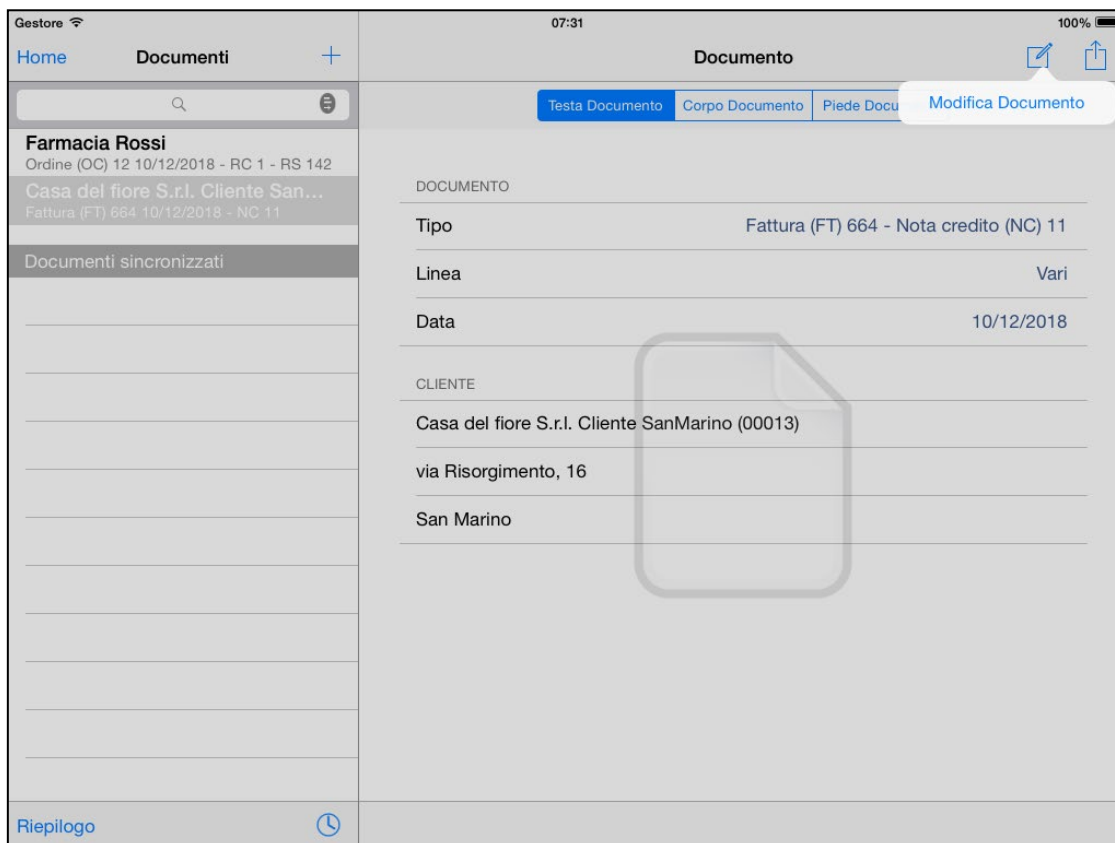 Gestore 07:31 100%
Home Documenti + Documento
Testa Documento Corpo Documento Piede Docu
Modifica Documento
Farmacia Rossi
Ordine (OC) 12 10/12/2018 - RC 1 - RS 142
Casa del fiore S.r.l. Cliente San...
Fattura (FT) 664 10/12/2018 - NC 11
Documenti sincronizzati
DOCUMENTO
Tipo Fattura (FT) 664 - Nota credito (NC) 11
Linea Vari
Data 10/12/2018
CLIENTE
Casa del fiore S.r.l. Cliente SanMarino (00013)
via Risorgimento, 16
San Marino
Riepilogo